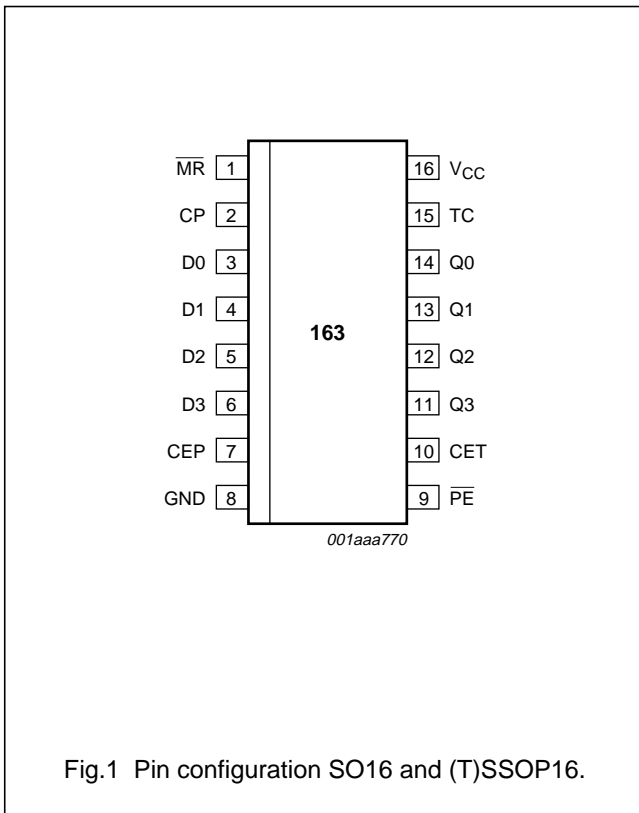 M̅R̅ 1 16 VCC
CP 2 15 TC
D0 3 14 Q0
D1 4 13 Q1
163
D2 5 12 Q2
D3 6 11 Q3
CEP 7 10 CET
GND 8 9 P̅E̅
001aaa770
Fig.1 Pin configuration SO16 and (T)SSOP16.